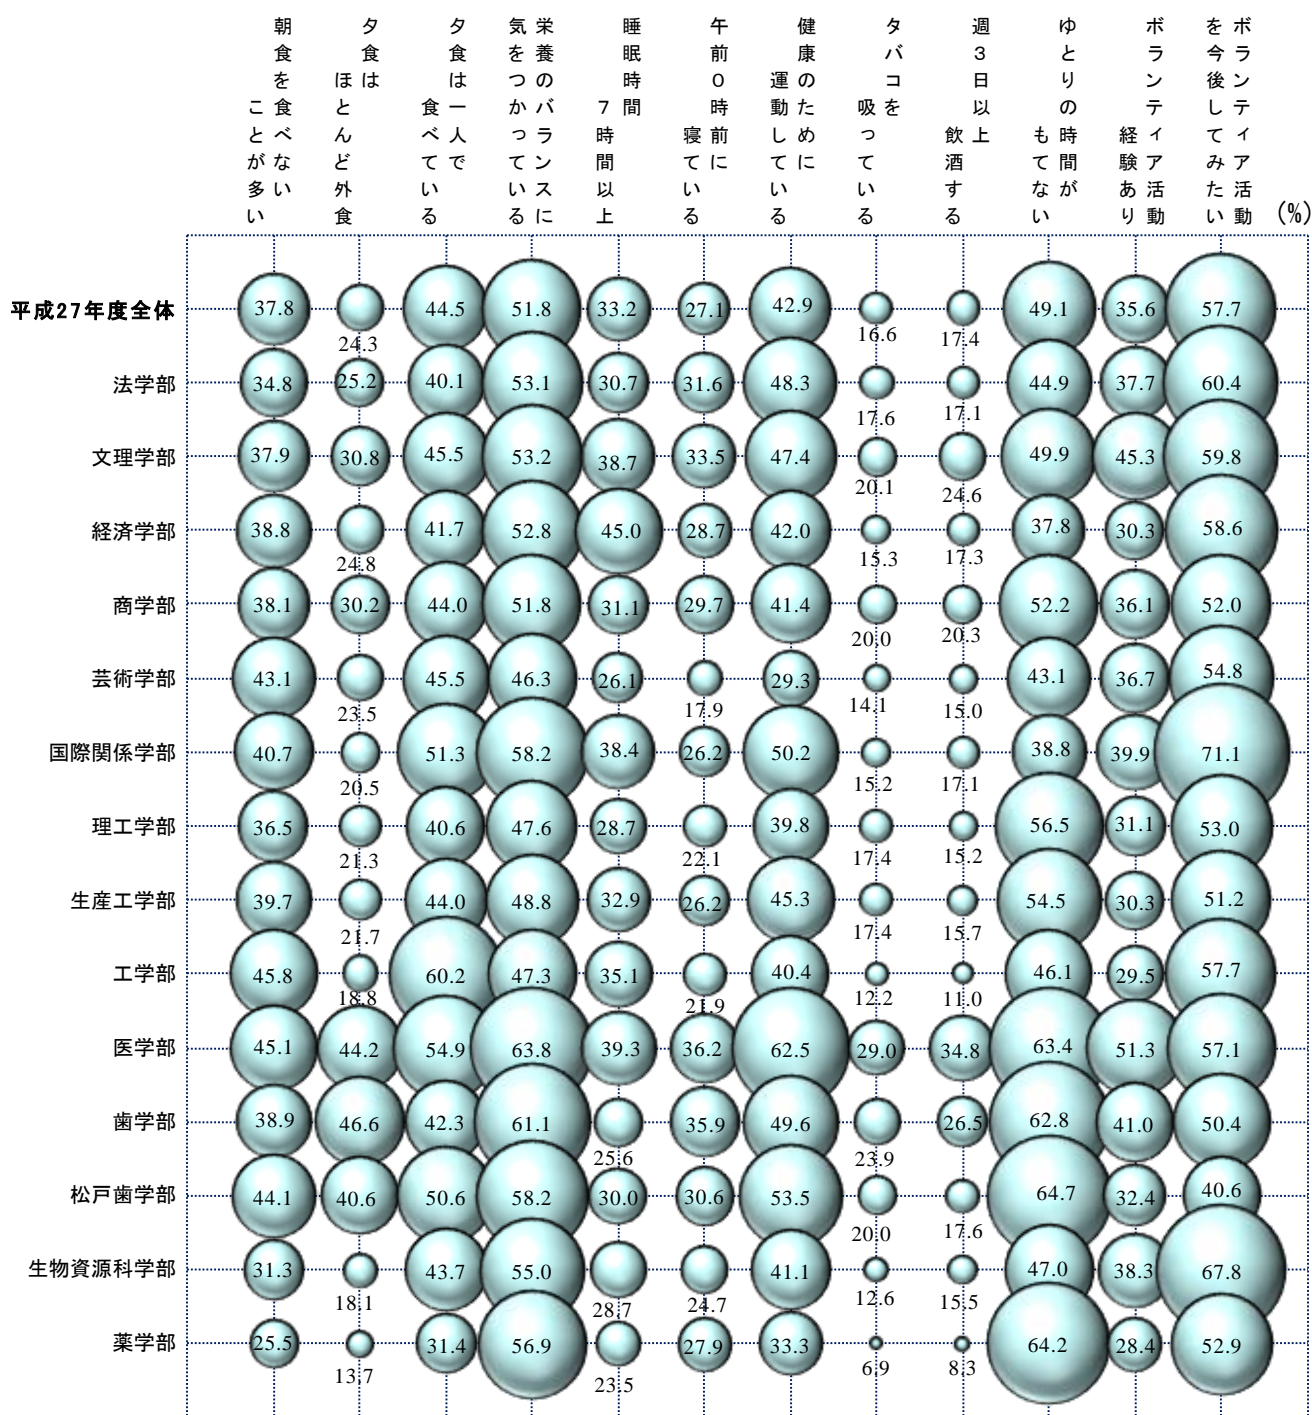 朝食を食べない
ことが多い
夕食は
ほとんど外食
夕食は一人で
食べている
栄養のバランスに
気をつかっている
睡眠時間
7時間以上
午前0時前に
寝ている
健康のために
運動している
タバコを
吸っている
週3日以上
飲酒する
ゆとりの時間が
もてない
ボランティア活動
経験あり
ボランティア活動
を今後してみたい
(%)
平成27年度全体 37.8 24.3 44.5 51.8 33.2 27.1 42.9 16.6 17.4 49.1 35.6 57.7
法学部 34.8 25.2 40.1 53.1 30.7 31.6 48.3 17.6 17.1 44.9 37.7 60.4
文理学部 37.9 30.8 45.5 53.2 38.7 33.5 47.4 20.1 24.6 49.9 45.3 59.8
経済学部 38.8 24.8 41.7 52.8 45.0 28.7 42.0 15.3 17.3 37.8 30.3 58.6
商学部 38.1 30.2 44.0 51.8 31.1 29.7 41.4 20.0 20.3 52.2 36.1 52.0
芸術学部 43.1 23.5 45.5 46.3 26.1 17.9 29.3 14.1 15.0 43.1 36.7 54.8
国際関係学部 40.7 20.5 51.3 58.2 38.4 26.2 50.2 15.2 17.1 38.8 39.9 71.1
理工学部 36.5 21.3 40.6 47.6 28.7 22.1 39.8 17.4 15.2 56.5 31.1 53.0
生産工学部 39.7 21.7 44.0 48.8 32.9 26.2 45.3 17.4 15.7 54.5 30.3 51.2
工学部 45.8 18.8 60.2 47.3 35.1 21.9 40.4 12.2 11.0 46.1 29.5 57.7
医学部 45.1 44.2 54.9 63.8 39.3 36.2 62.5 29.0 34.8 63.4 51.3 57.1
歯学部 38.9 46.6 42.3 61.1 25.6 35.9 49.6 23.9 26.5 62.8 41.0 50.4
松戸歯学部 44.1 40.6 50.6 58.2 30.0 30.6 53.5 20.0 17.6 64.7 32.4 40.6
生物資源科学部 31.3 18.1 43.7 55.0 28.7 24.7 41.1 12.6 15.5 47.0 38.3 67.8
薬学部 25.5 13.7 31.4 56.9 23.5 27.9 33.3 6.9 8.3 64.2 28.4 52.9